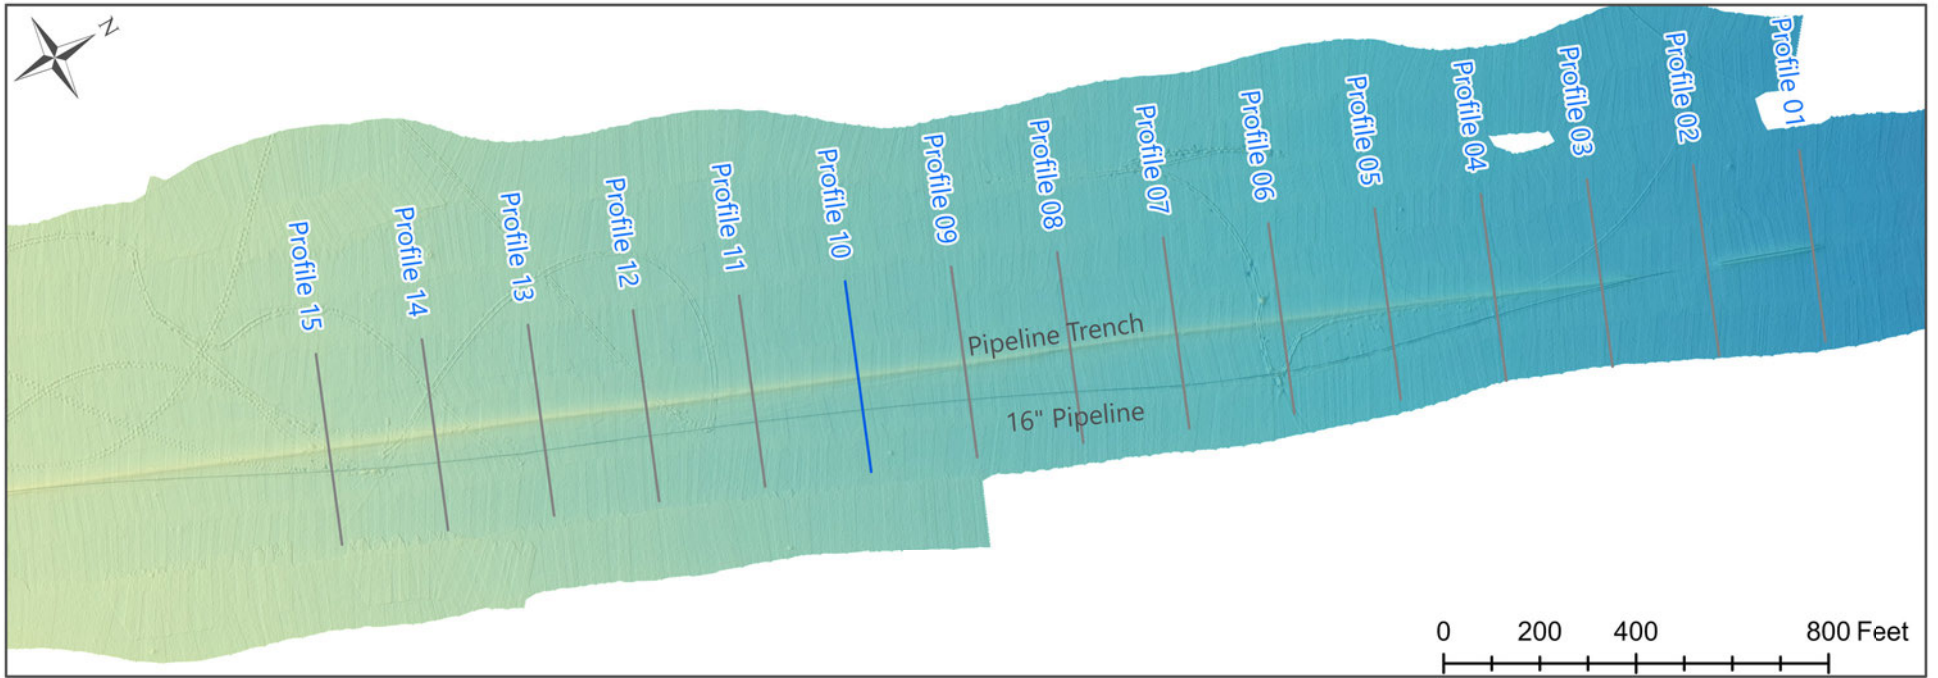 N
Profile 01
Profile 02
Profile 03
Profile 04
Profile 05
Profile 06
Profile 07
Profile 08
Profile 09
Profile 10
Profile 11
Profile 12
Profile 13
Profile 14
Profile 15
Pipeline Trench
16" Pipeline
0 200 400 800 Feet